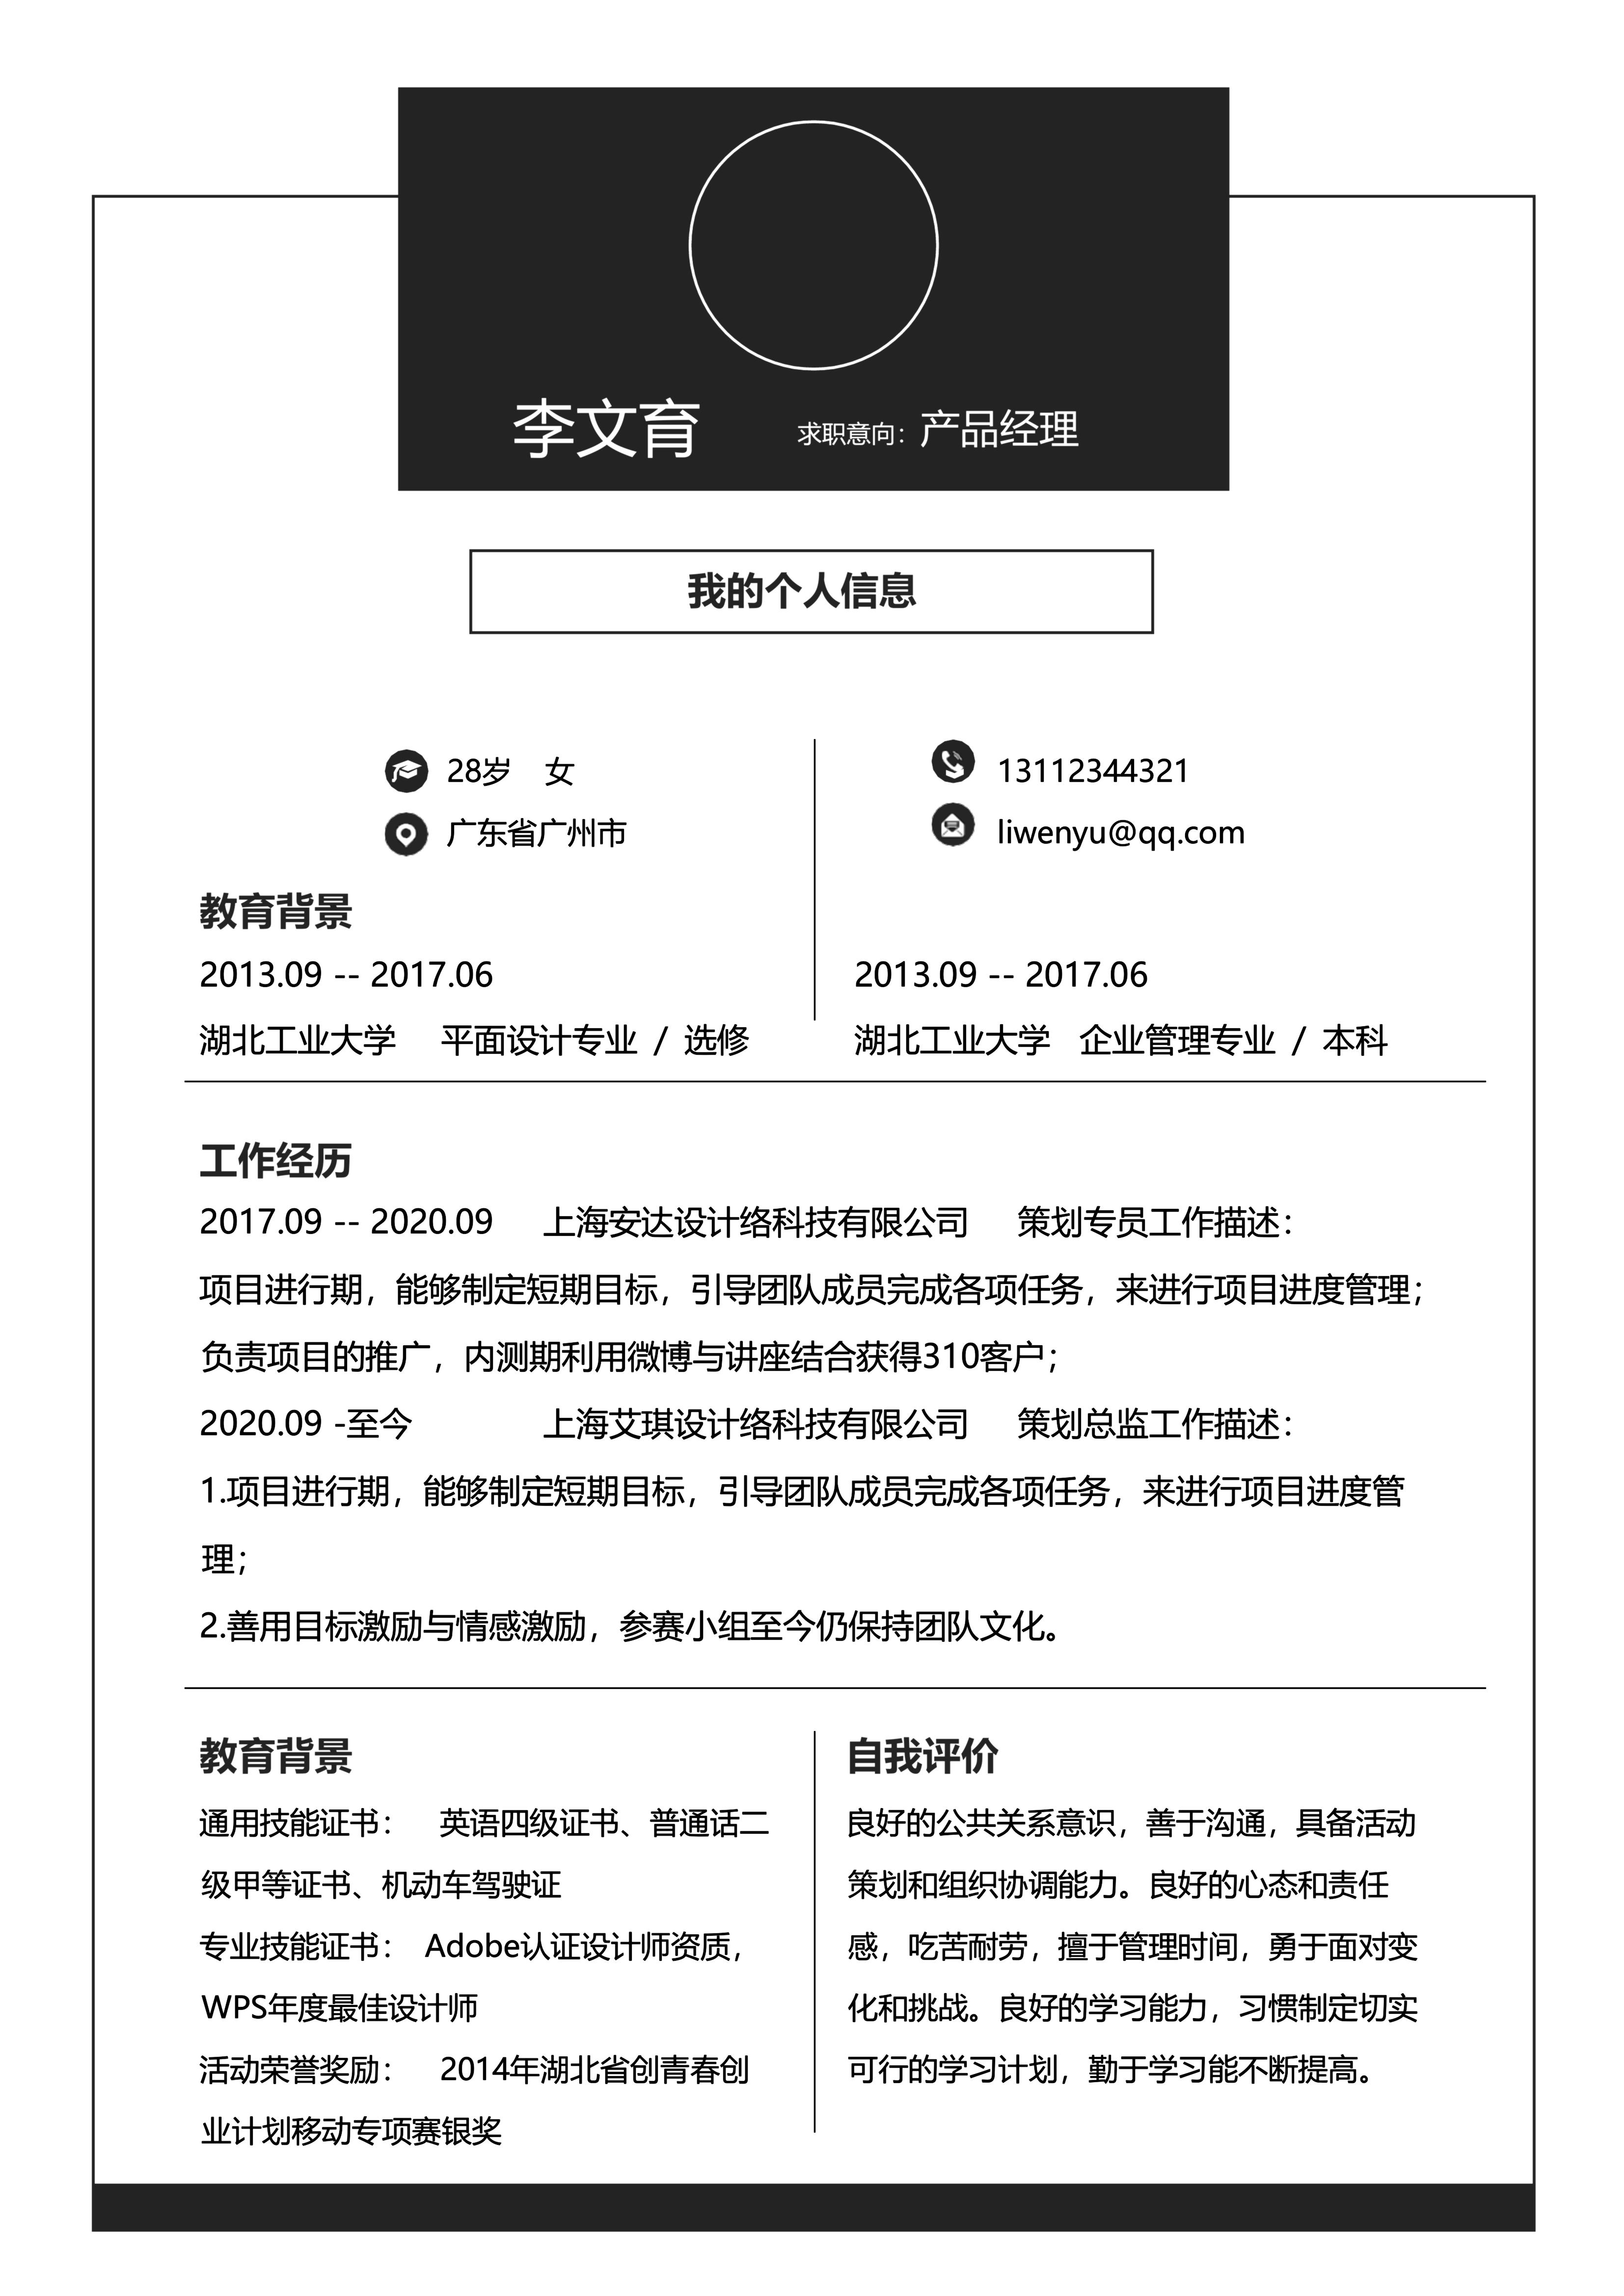 李文育 求职意向：产品经理
我的个人信息
28岁 女
广东省广州市
13112344321
liwenyu@qq.com
教育背景
2013.09 -- 2017.06
湖北工业大学 平面设计专业 / 选修
2013.09 -- 2017.06
湖北工业大学 企业管理专业 / 本科
工作经历
2017.09 -- 2020.09 上海安达设计络科技有限公司 策划专员工作描述：
项目进行期，能够制定短期目标，引导团队成员完成各项任务，来进行项目进度管理；
负责项目的推广，内测期利用微博与讲座结合获得310客户；
2020.09 -至今 上海艾琪设计络科技有限公司 策划总监工作描述：
1.项目进行期，能够制定短期目标，引导团队成员完成各项任务，来进行项目进度管
理；
2.善用目标激励与情感激励，参赛小组至今仍保持团队文化。
教育背景
通用技能证书： 英语四级证书、普通话二
级甲等证书、机动车驾驶证
专业技能证书： Adobe认证设计师资质，
WPS年度最佳设计师
活动荣誉奖励： 2014年湖北省创青春创
业计划移动专项赛银奖
自我评价
良好的公共关系意识，善于沟通，具备活动
策划和组织协调能力。良好的心态和责任
感，吃苦耐劳，擅于管理时间，勇于面对变
化和挑战。良好的学习能力，习惯制定切实
可行的学习计划，勤于学习能不断提高。